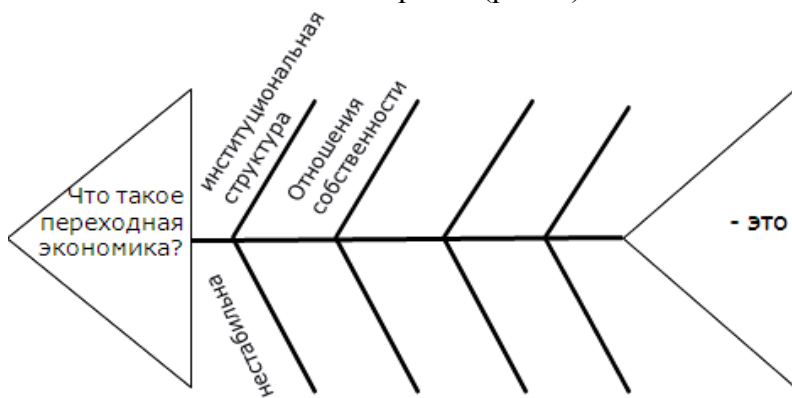 институциональная
структура
Отношения
собственности
Что такое
переходная
экономика?
- это
нестабильна